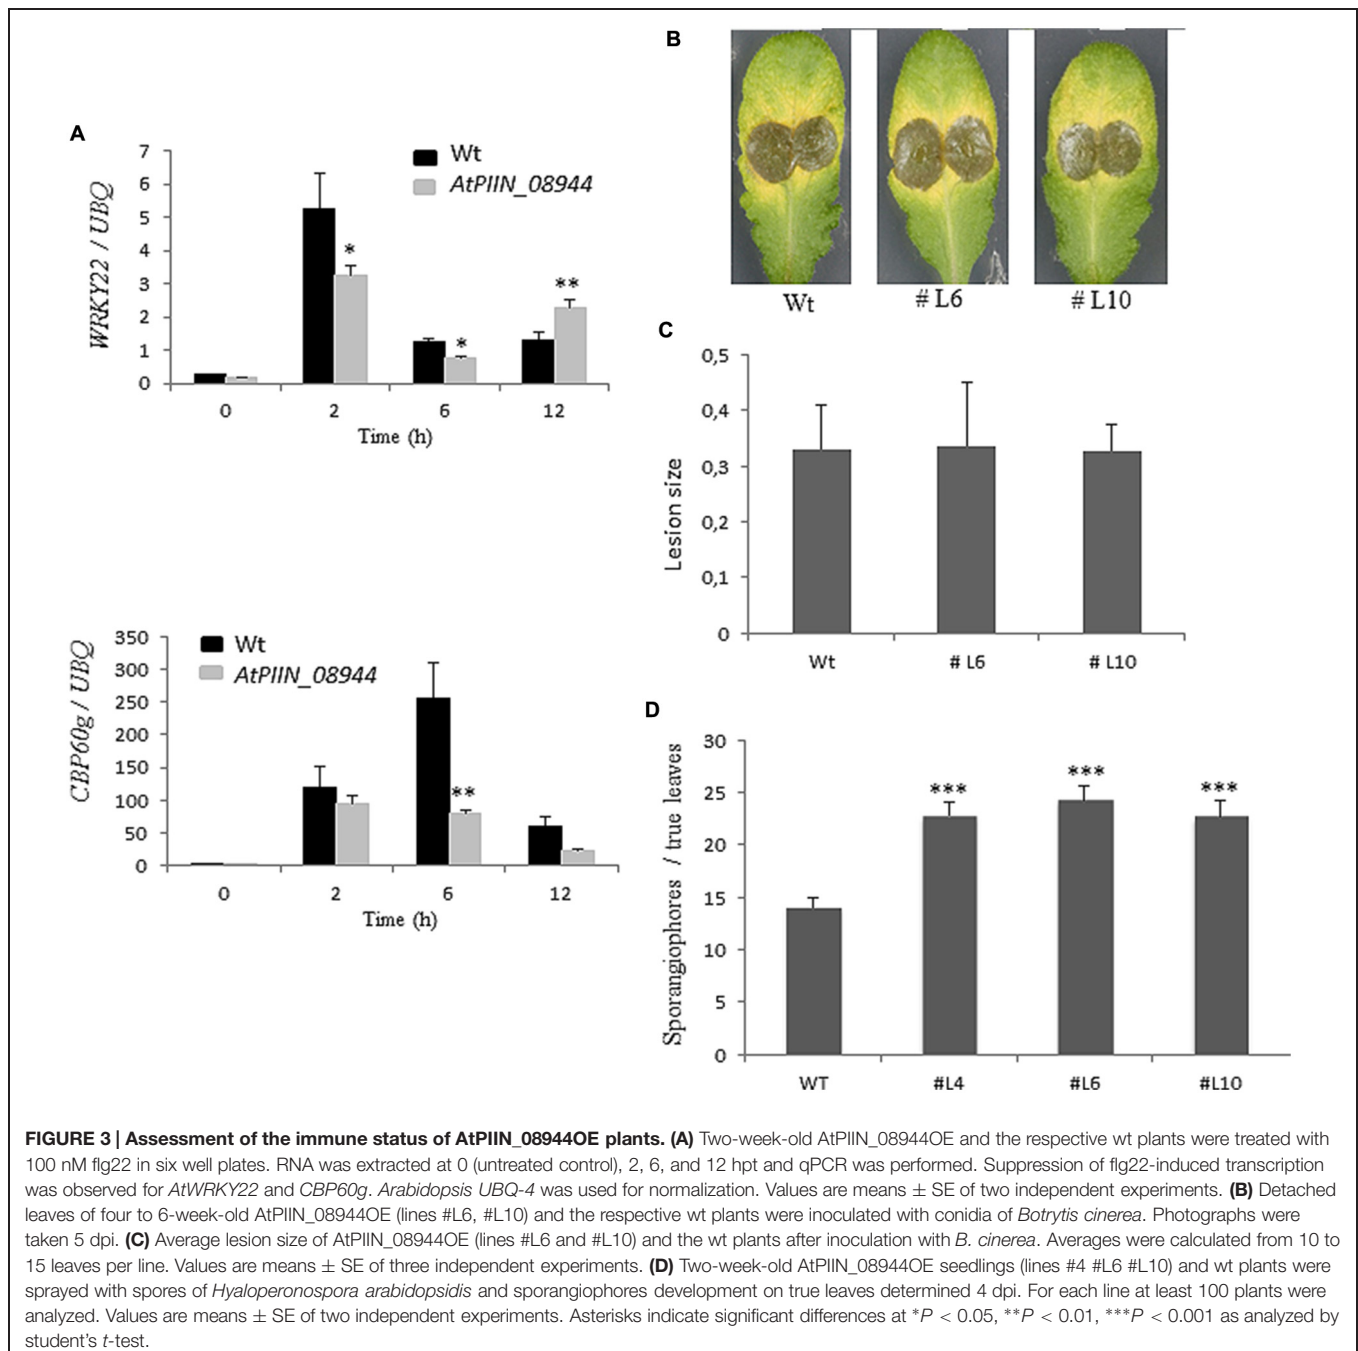 A
7
6
5
4
3
2
1
0
WRKY22 / UBQ
Wt
AtPIIN_08944
*
*
**
0 2 6 12
Time (h)
350
300
250
200
150
100
50
0
CBP60g / UBQ
Wt
AtPIIN_08944
**
0 2 6 12
Time (h)
B
Wt # L6 # L10
C
0,5
0,4
0,3
0,2
0,1
0
Lesion size
Wt # L6 # L10
D
30
25
20
15
10
5
0
Sporangiophores / true leaves
*** *** ***
WT #L4 #L6 #L10
FIGURE 3 | Assessment of the immune status of AtPIIN_08944OE plants. (A) Two-week-old AtPIIN_08944OE and the respective wt plants were treated with
100 nM flg22 in six well plates. RNA was extracted at 0 (untreated control), 2, 6, and 12 hpt and qPCR was performed. Suppression of flg22-induced transcription
was observed for AtWRKY22 and CBP60g. Arabidopsis UBQ-4 was used for normalization. Values are means ± SE of two independent experiments. (B) Detached
leaves of four to 6-week-old AtPIIN_08944OE (lines #L6, #L10) and the respective wt plants were inoculated with conidia of Botrytis cinerea. Photographs were
taken 5 dpi. (C) Average lesion size of AtPIIN_08944OE (lines #L6 and #L10) and the wt plants after inoculation with B. cinerea. Averages were calculated from 10 to
15 leaves per line. Values are means ± SE of three independent experiments. (D) Two-week-old AtPIIN_08944OE seedlings (lines #4 #L6 #L10) and wt plants were
sprayed with spores of Hyaloperonospora arabidopsidis and sporangiophores development on true leaves determined 4 dpi. For each line at least 100 plants were
analyzed. Values are means ± SE of two independent experiments. Asterisks indicate significant differences at *P < 0.05, **P < 0.01, ***P < 0.001 as analyzed by
student's t-test.